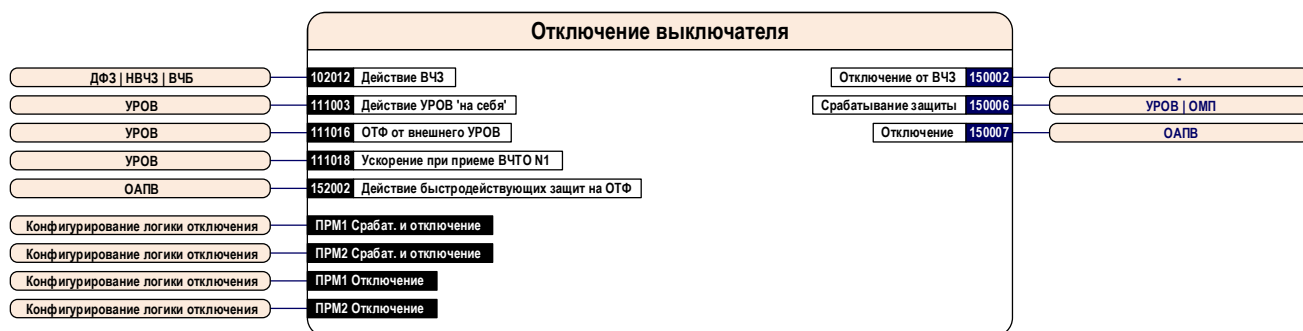 Отключение выключателя
ДФЗ | НВЧЗ | ВЧБ 102012 Действие ВЧЗ Отключение от ВЧЗ 150002 -
УРОВ 111003 Действие УРОВ 'на себя' Срабатывание защиты 150006 УРОВ | ОМП
УРОВ 111016 ОТФ от внешнего УРОВ Отключение 150007 ОАПВ
УРОВ 111018 Ускорение при приеме ВЧТО N1
ОАПВ 152002 Действие быстродействующих защит на ОТФ
Конфигурирование логики отключения ПРМ1 Срабат. и отключение
Конфигурирование логики отключения ПРМ2 Срабат. и отключение
Конфигурирование логики отключения ПРМ1 Отключение
Конфигурирование логики отключения ПРМ2 Отключение